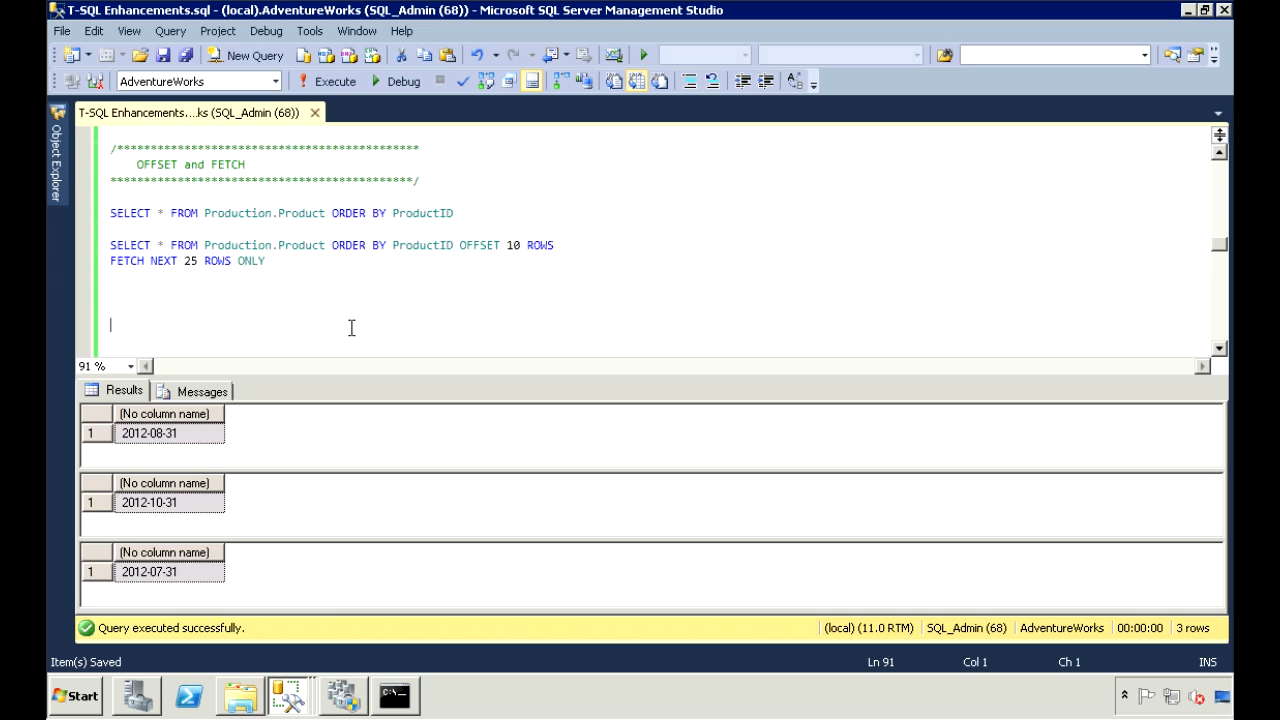 T-SQL Enhancements.sql - (local).AdventureWorks (SQL_Admin (68)) - Microsoft SQL Server Management Studio
File Edit View Query Project Debug Tools Window Help
New Query
AdventureWorks Execute Debug
T-SQL Enhancements....ks (SQL_Admin (68))
Object Explorer
/********************************************
OFFSET and FETCH
*********************************************/
SELECT * FROM Production.Product ORDER BY ProductID
SELECT * FROM Production.Product ORDER BY ProductID OFFSET 10 ROWS
FETCH NEXT 25 ROWS ONLY
91 %
Results Messages
(No column name)
1 2012-08-31
(No column name)
1 2012-10-31
(No column name)
1 2012-07-31
Query executed successfully. (local) (11.0 RTM) SQL_Admin (68) AdventureWorks 00:00:00 3 rows
Item(s) Saved Ln 91 Col 1 Ch 1 INS
Start C:\